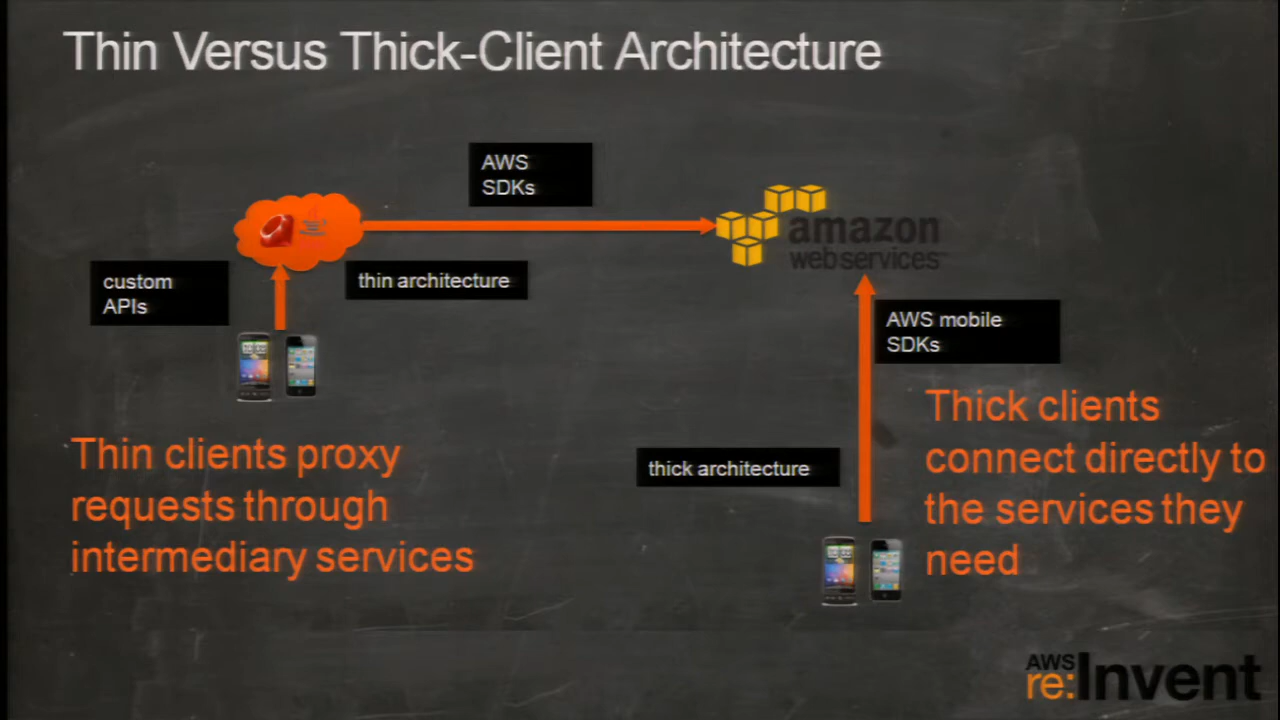 Thin Versus Thick-Client Architecture
AWS
SDKs
amazon
webservices
custom
APIs
thin architecture
AWS mobile
SDKs
Thick clients
connect directly to
the services they
need
thick architecture
Thin clients proxy
requests through
intermediary services
AWS
re:Invent